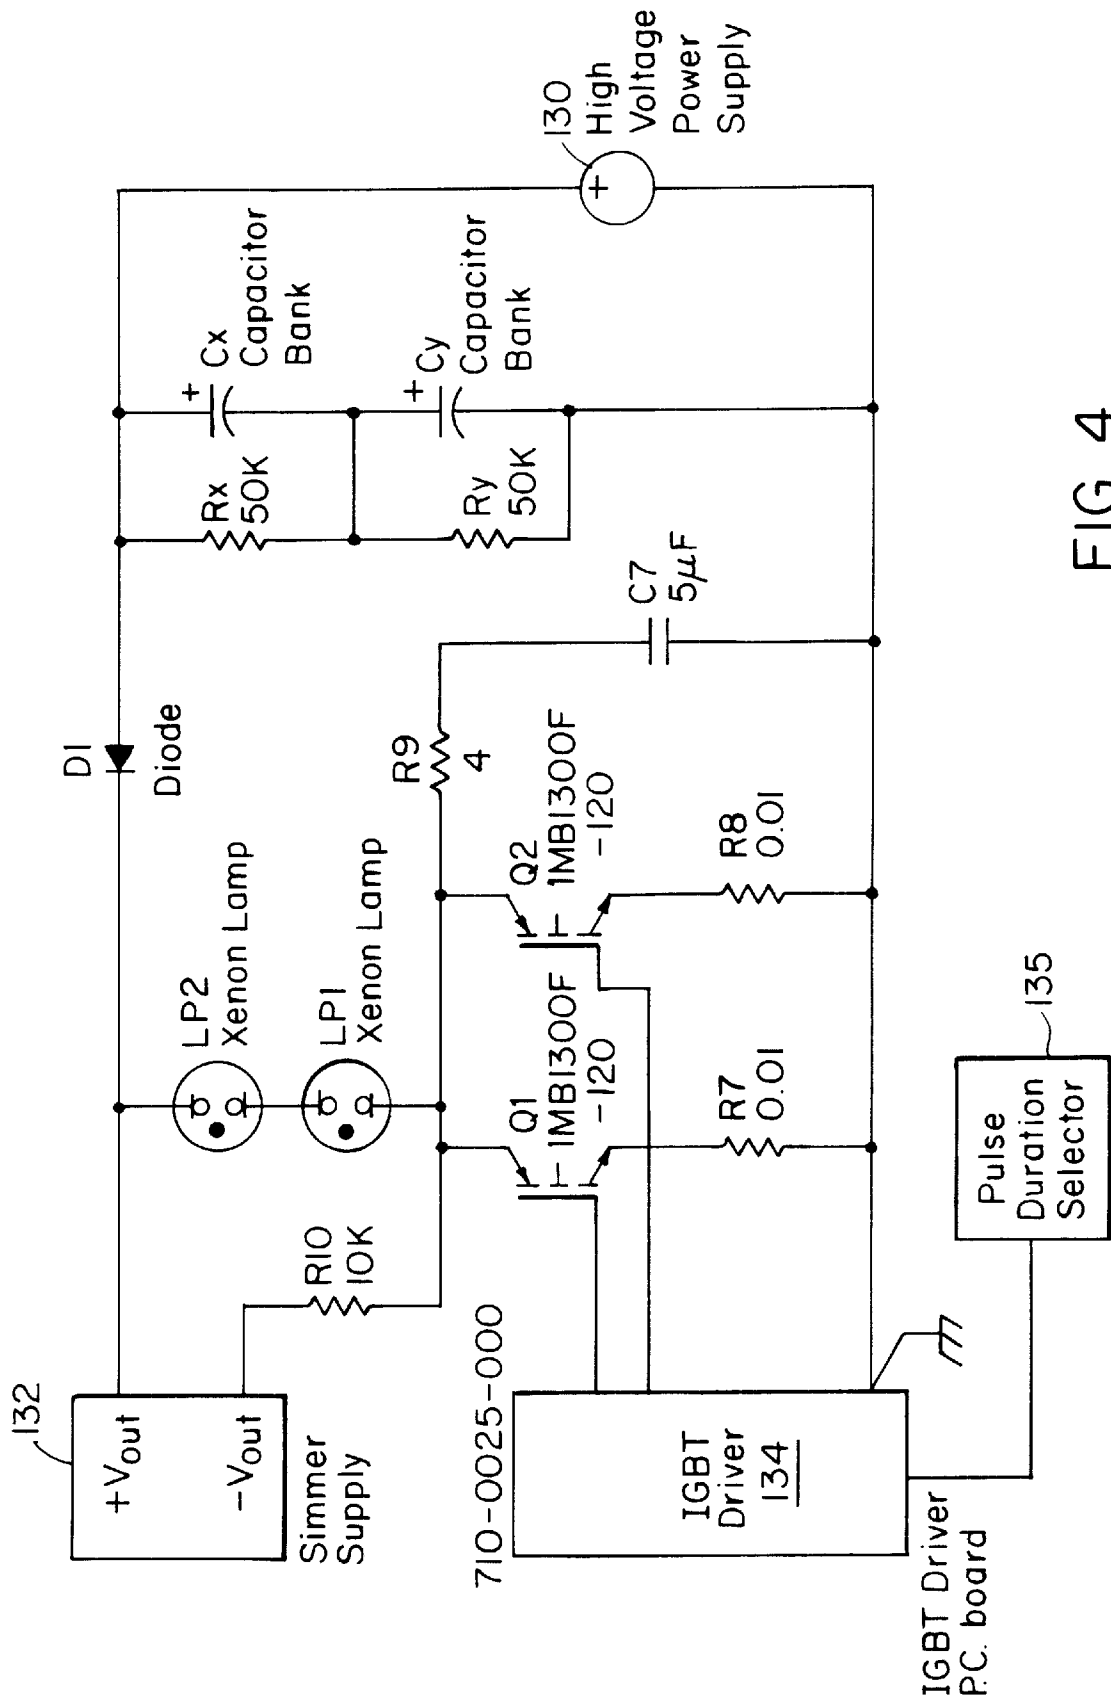 132
+Vout
-Vout
Simmer
Supply
R10
10K
LP2
Xenon Lamp
LP1
Xenon Lamp
D1
Diode
Rx
50K
+
Cx
Capacitor
Bank
Ry
50K
+
Cy
Capacitor
Bank
130
High
Voltage
Power
Supply
+
R9
4
C7
5µF
Q1
1MB1300F
-120
Q2
1MB1300F
-120
R7
0.01
R8
0.01
710-0025-000
IGBT
Driver
134
IGBT Driver
P.C. board
Pulse
Duration
Selector
135
FIG. 4